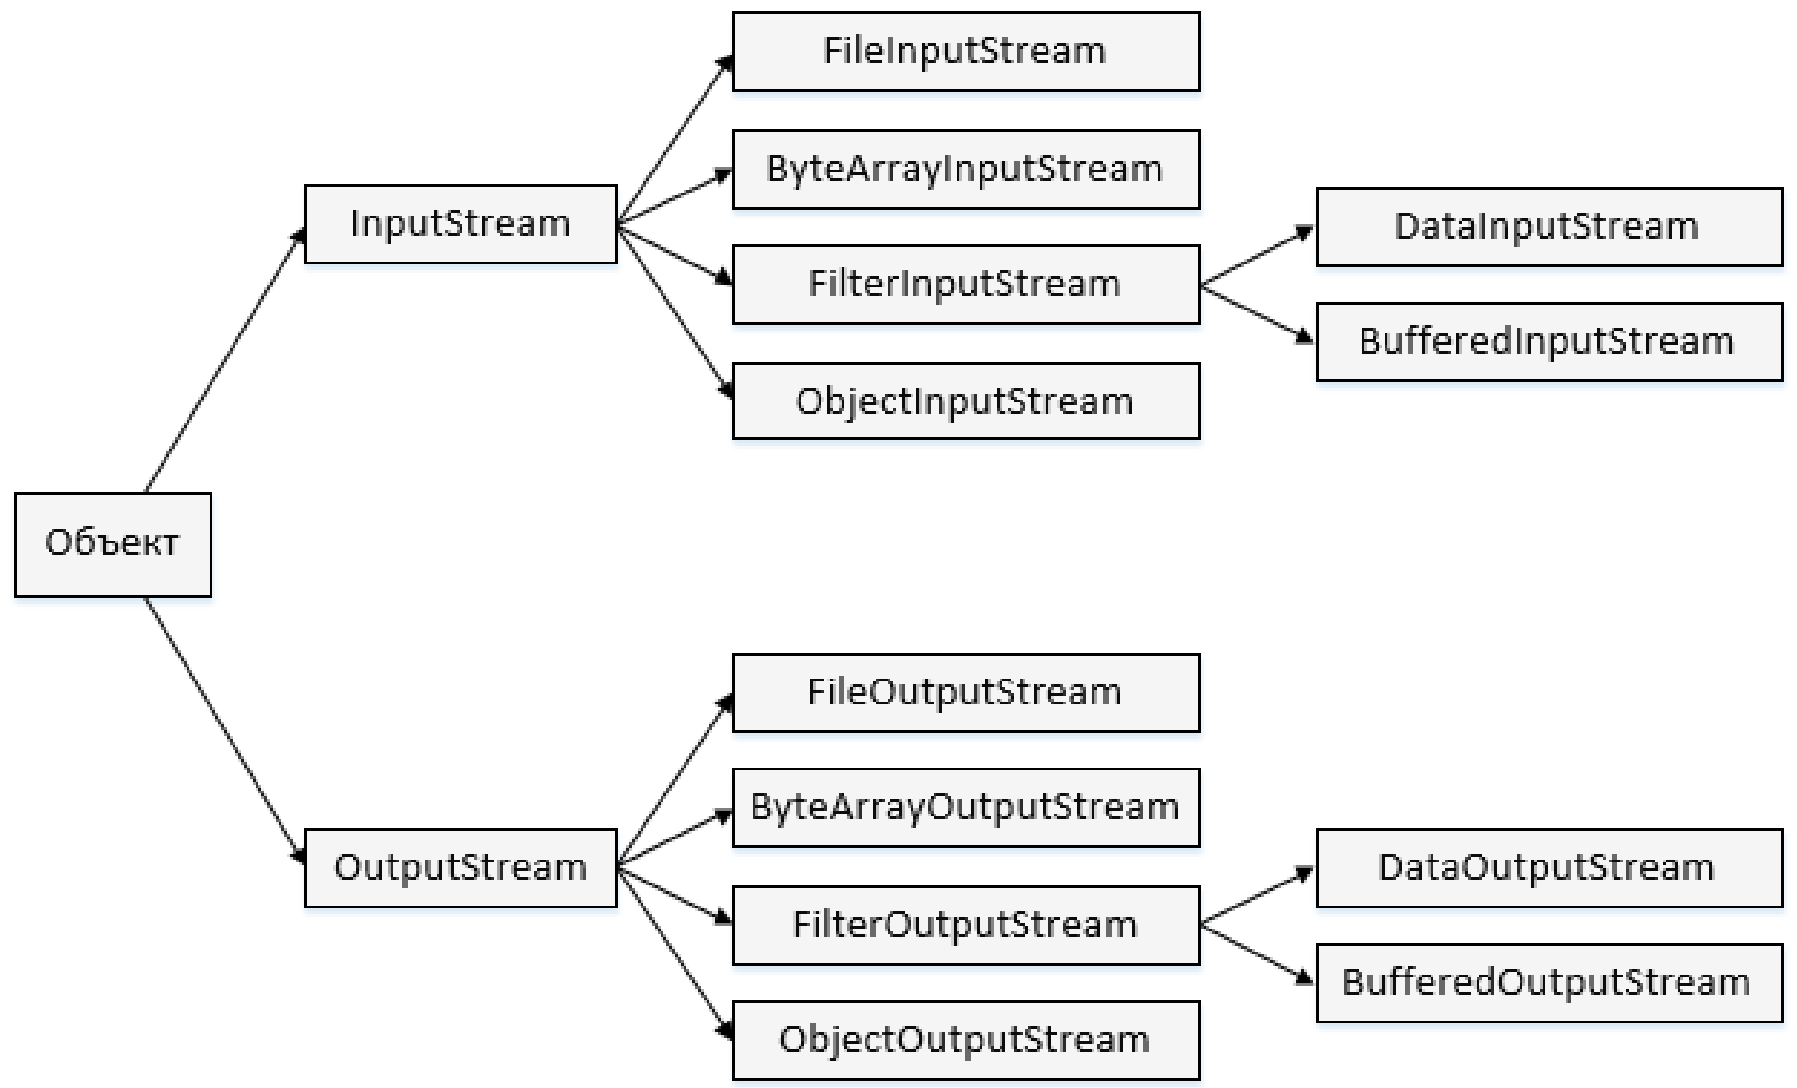 FileInputStream
ByteArrayInputStream
InputStream
DataInputStream
FilterInputStream
BufferedInputStream
ObjectInputStream
Объект
FileOutputStream
ByteArrayOutputStream
OutputStream
DataOutputStream
FilterOutputStream
BufferedOutputStream
ObjectOutputStream